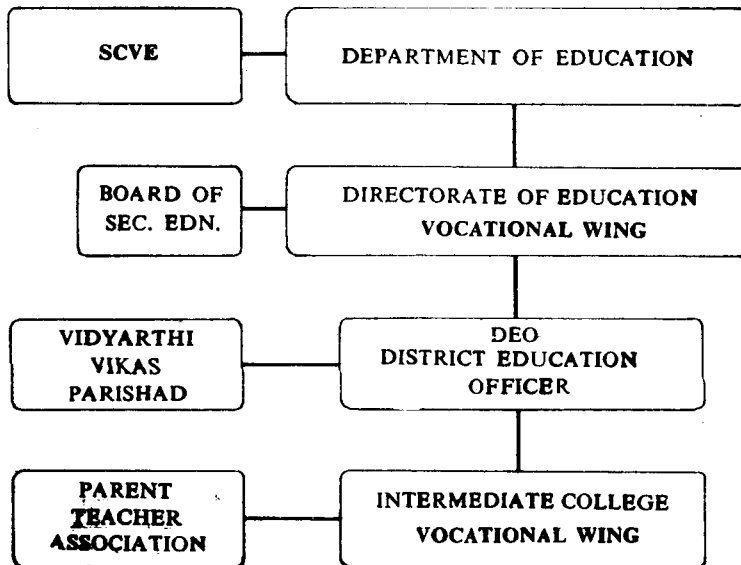 SCVE
DEPARTMENT OF EDUCATION
BOARD OF
SEC. EDN.
DIRECTORATE OF EDUCATION
VOCATIONAL WING
VIDYARTHI
VIKAS
PARISHAD
DEO
DISTRICT EDUCATION
OFFICER
PARENT
TEACHER
ASSOCIATION
INTERMEDIATE COLLEGE
VOCATIONAL WING